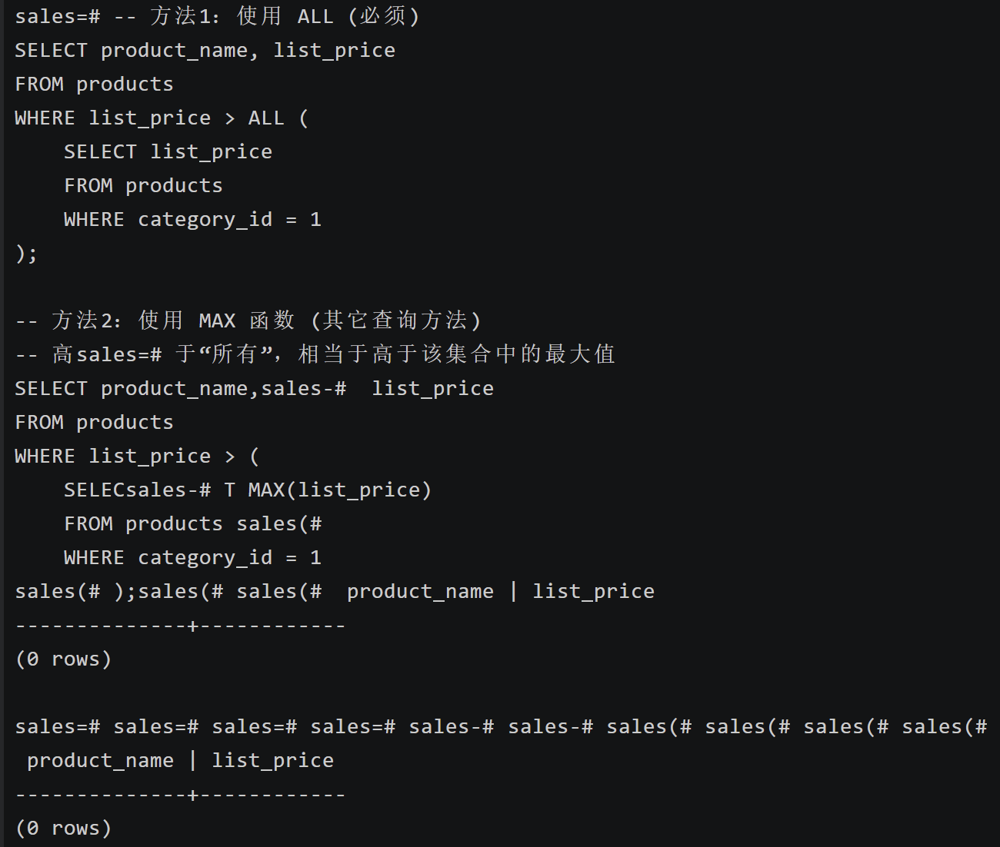 sales=# -- 方法1：使用 ALL (必须)
SELECT product_name, list_price
FROM products
WHERE list_price > ALL (
    SELECT list_price
    FROM products
    WHERE category_id = 1
);

-- 方法2：使用 MAX 函数 (其它查询方法)
-- 高sales=# 于“所有”，相当于高于该集合中的最大值
SELECT product_name,sales-#  list_price
FROM products
WHERE list_price > (
    SELECsales-# T MAX(list_price)
    FROM products sales(#
    WHERE category_id = 1
sales(# );sales(# sales(#  product_name | list_price
--------------+------------
(0 rows)

sales=# sales=# sales=# sales=# sales-# sales-# sales(# sales(# sales(# sales(#
 product_name | list_price
--------------+------------
(0 rows)